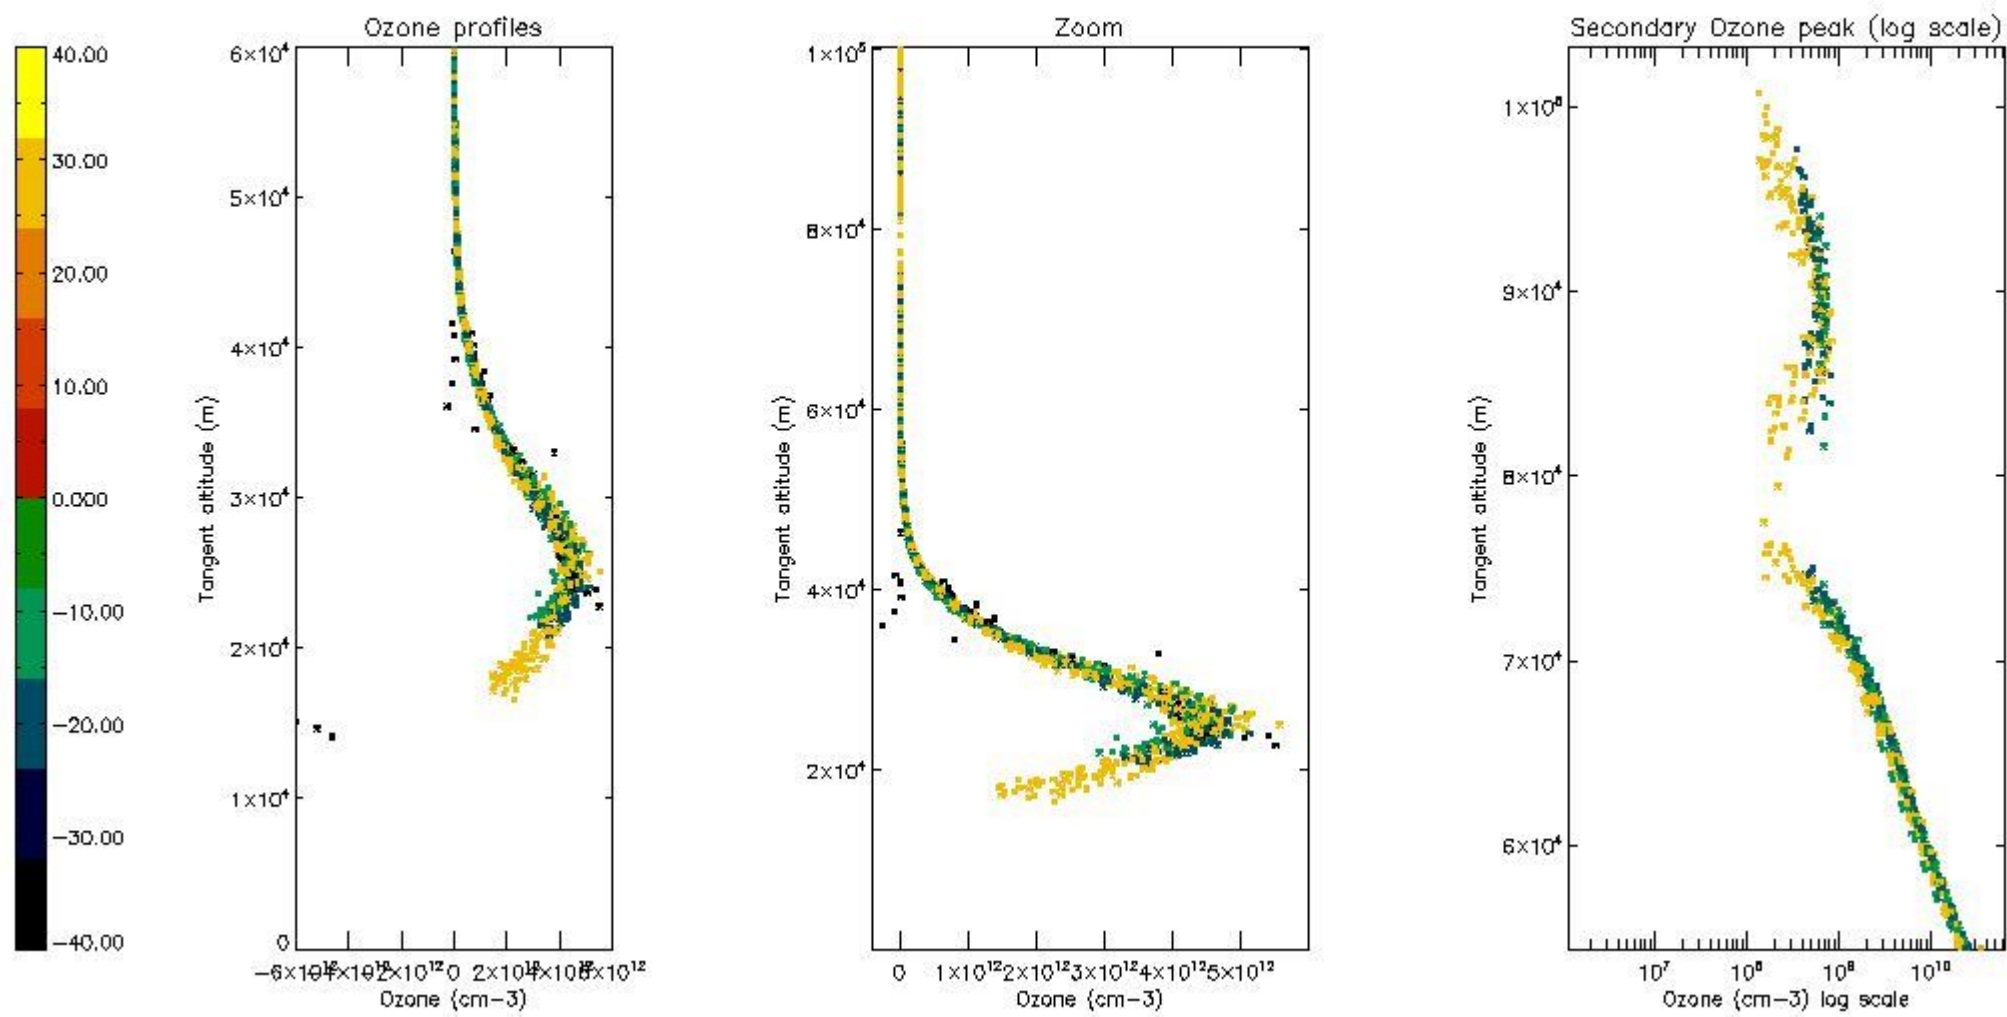 Ozone profiles
Zoom
Secondary Ozone peak (log scale)
40.00
30.00
20.00
10.00
0.000
−10.00
−20.00
−30.00
−40.00
6×10⁴
5×10⁴
4×10⁴
3×10⁴
2×10⁴
1×10⁴
0
Tangent altitude (m)
2×10¹² 0
Ozone (cm−3)
1×10⁵
8×10⁴
6×10⁴
4×10⁴
2×10⁴
Tangent altitude (m)
0 1×10¹² 2×10¹² 3×10¹² 4×10¹² 5×10¹²
Ozone (cm−3)
9×10⁴
8×10⁴
7×10⁴
6×10⁴
Tangent altitude (m)
10⁷ 10⁸ 10⁹ 10¹⁰
Ozone (cm−3) log scale